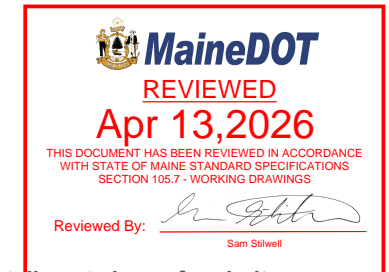 MaineDOT
REVIEWED
Apr 13,2026
THIS DOCUMENT HAS BEEN REVIEWED IN ACCORDANCE
WITH STATE OF MAINE STANDARD SPECIFICATIONS
SECTION 105.7 - WORKING DRAWINGS
Reviewed By:
Sam Stilwell